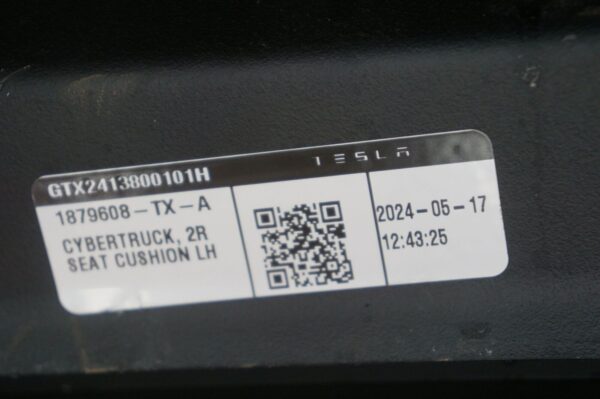 TESLA
GTX2413800101H
1879608-TX-A
CYBERTRUCK, 2R
SEAT CUSHION LH
2024-05-17
12:43:25